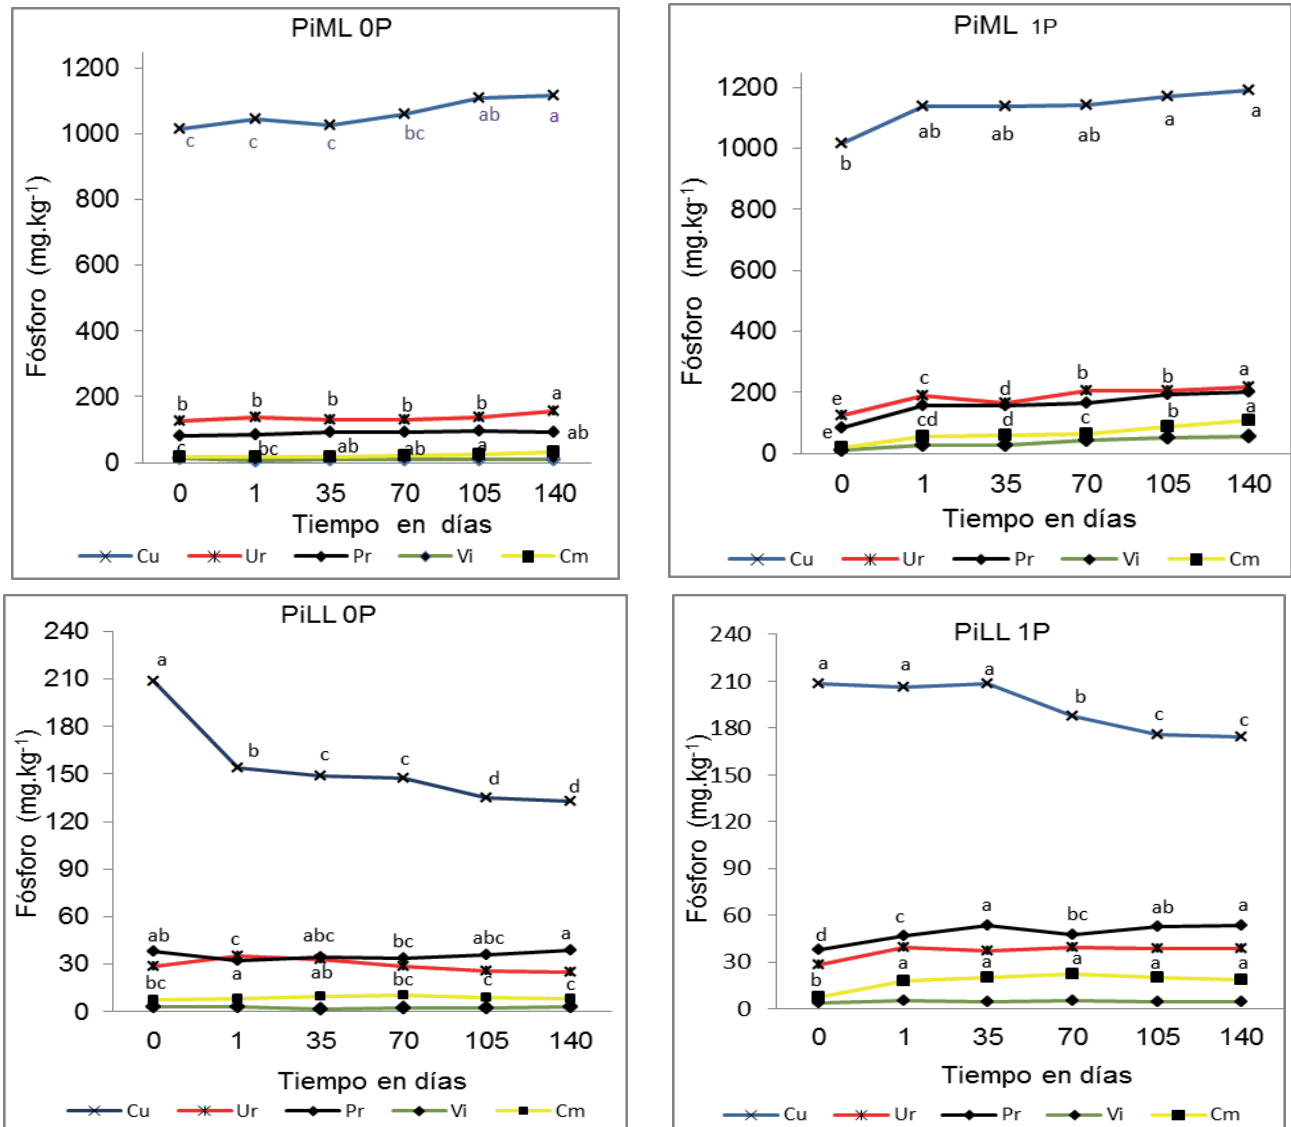 PiML 0P
Fósforo (mg.kg-1)
1200
1000
800
600
400
200
0
c c c bc ab a
b b b b b a
c bc ab ab a ab
0 1 35 70 105 140
Tiempo en días
Cu Ur Pr Vi Cm
PiML 1P
Fósforo (mg.kg-1)
1200
1000
800
600
400
200
0
b ab ab ab a a
e c d b b a
e cd d c b a
0 1 35 70 105 140
Tiempo en días
Cu Ur Pr Vi Cm
PiLL 0P
Fósforo (mg.kg-1)
240
210
180
150
120
90
60
30
0
a b c c d d
ab c abc bc abc a
bc a ab bc c c
0 1 35 70 105 140
Tiempo en días
Cu Ur Pr Vi Cm
PiLL 1P
Fósforo (mg.kg-1)
240
210
180
150
120
90
60
30
0
a a a b c c
d c a bc ab a
b a a a a a
0 1 35 70 105 140
Tiempo en días
Cu Ur Pr Vi Cm